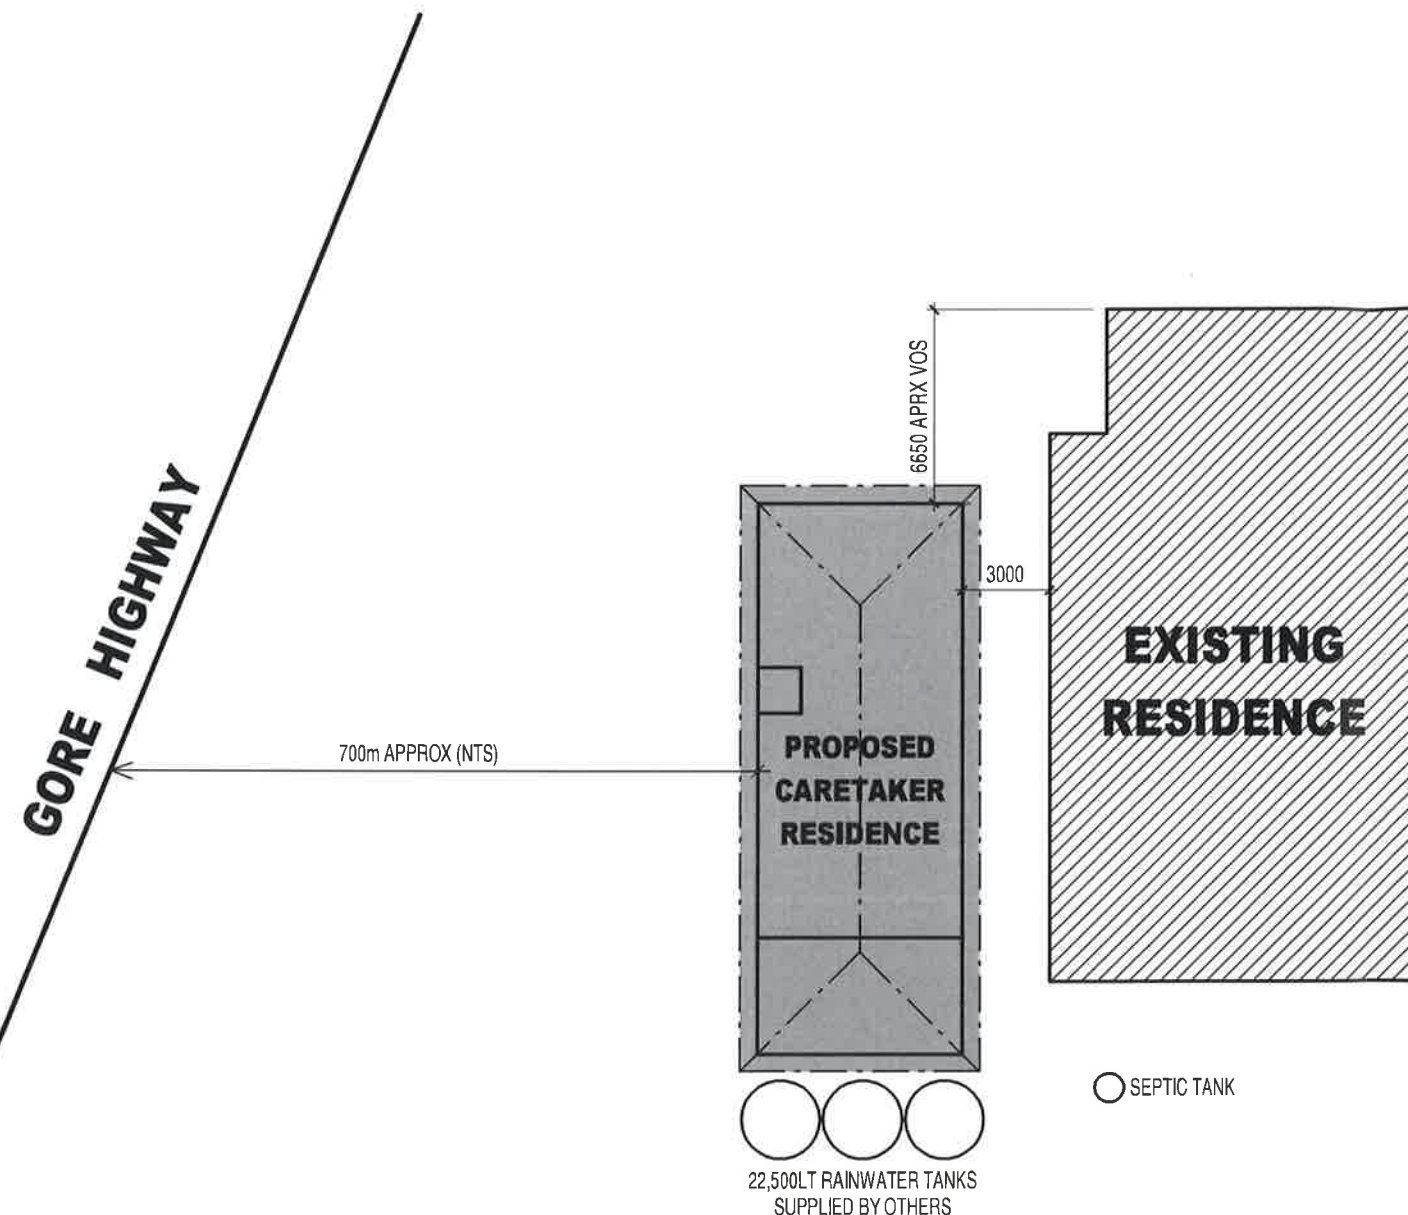 6650 APRX VOS
3000
EXISTING
RESIDENCE
GORE HIGHWAY
700m APPROX (NTS)
PROPOSED
CARETAKER
RESIDENCE
SEPTIC TANK
22,500LT RAINWATER TANKS
SUPPLIED BY OTHERS